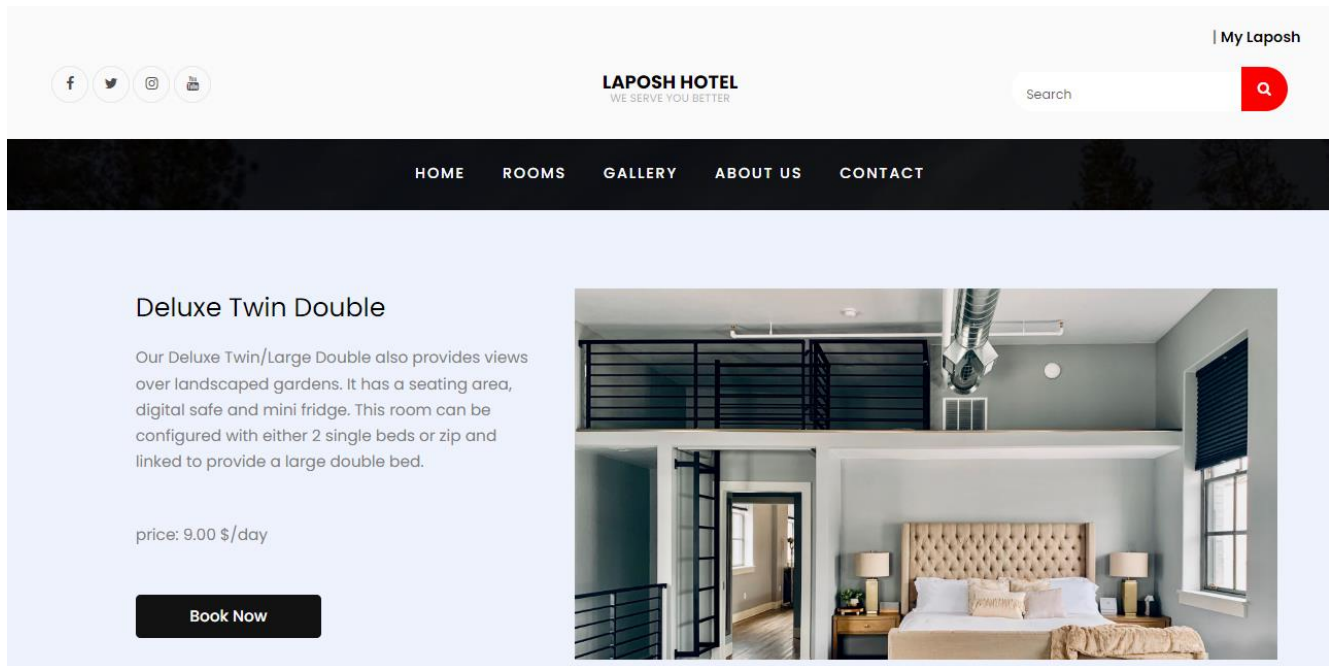 | My Laposh
LAPOSH HOTEL
WE SERVE YOU BETTER
Search
HOME ROOMS GALLERY ABOUT US CONTACT
Deluxe Twin Double
Our Deluxe Twin/Large Double also provides views
over landscaped gardens. It has a seating area,
digital safe and mini fridge. This room can be
configured with either 2 single beds or zip and
linked to provide a large double bed.
price: 9.00 $/day
Book Now